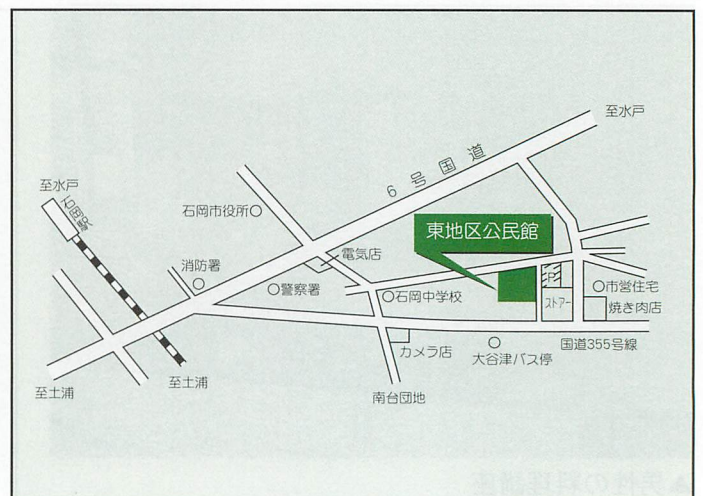 至水戸
6号国道
至水戸
石岡駅
石岡市役所
東地区公民館
電気店
消防署
警察署
石岡中学校
市営住宅
ストアー
焼き肉店
国道355号線
カメラ店
大谷津バス停
至土浦
至土浦
南台団地